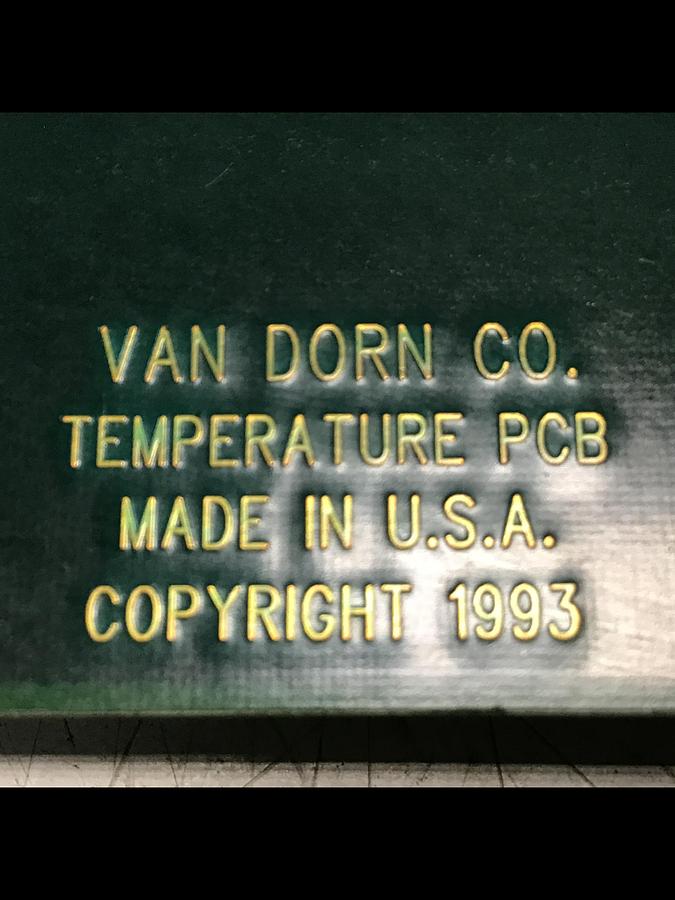 VAN DORN CO.
TEMPERATURE PCB
MADE IN U.S.A.
COPYRIGHT 1993